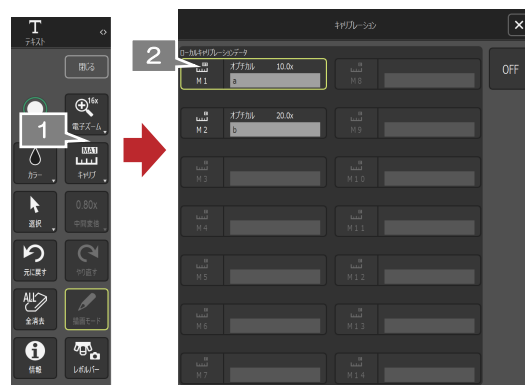 T
テキスト
閉じる
16x
電子ズーム
1
カラー
MA1
キャリブ
選択
0.80x
中間変倍
元に戻す
やり直す
ALL
全消去
描画モード
情報
レボルバー
キャリブレーション
2
ローカルキャリブレーションデータ
OFF
M 1
オプチカル 10.0x
a
M 8
M 2
オプチカル 20.0x
b
M 9
M 3
M 1 0
M 4
M 1 1
M 5
M 1 2
M 6
M 1 3
M 7
M 1 4